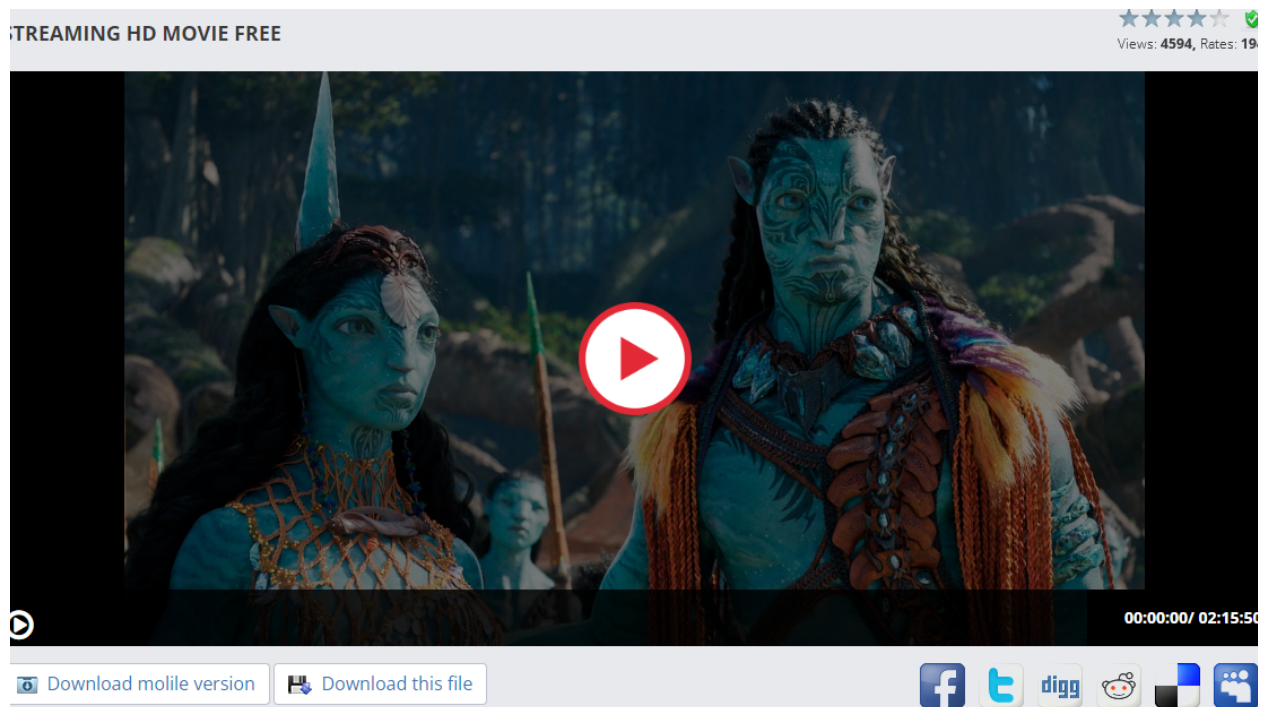 STREAMING HD MOVIE FREE
Views: 4594, Rates: 19
00:00:00/ 02:15:50
Download molile version
Download this file
digg